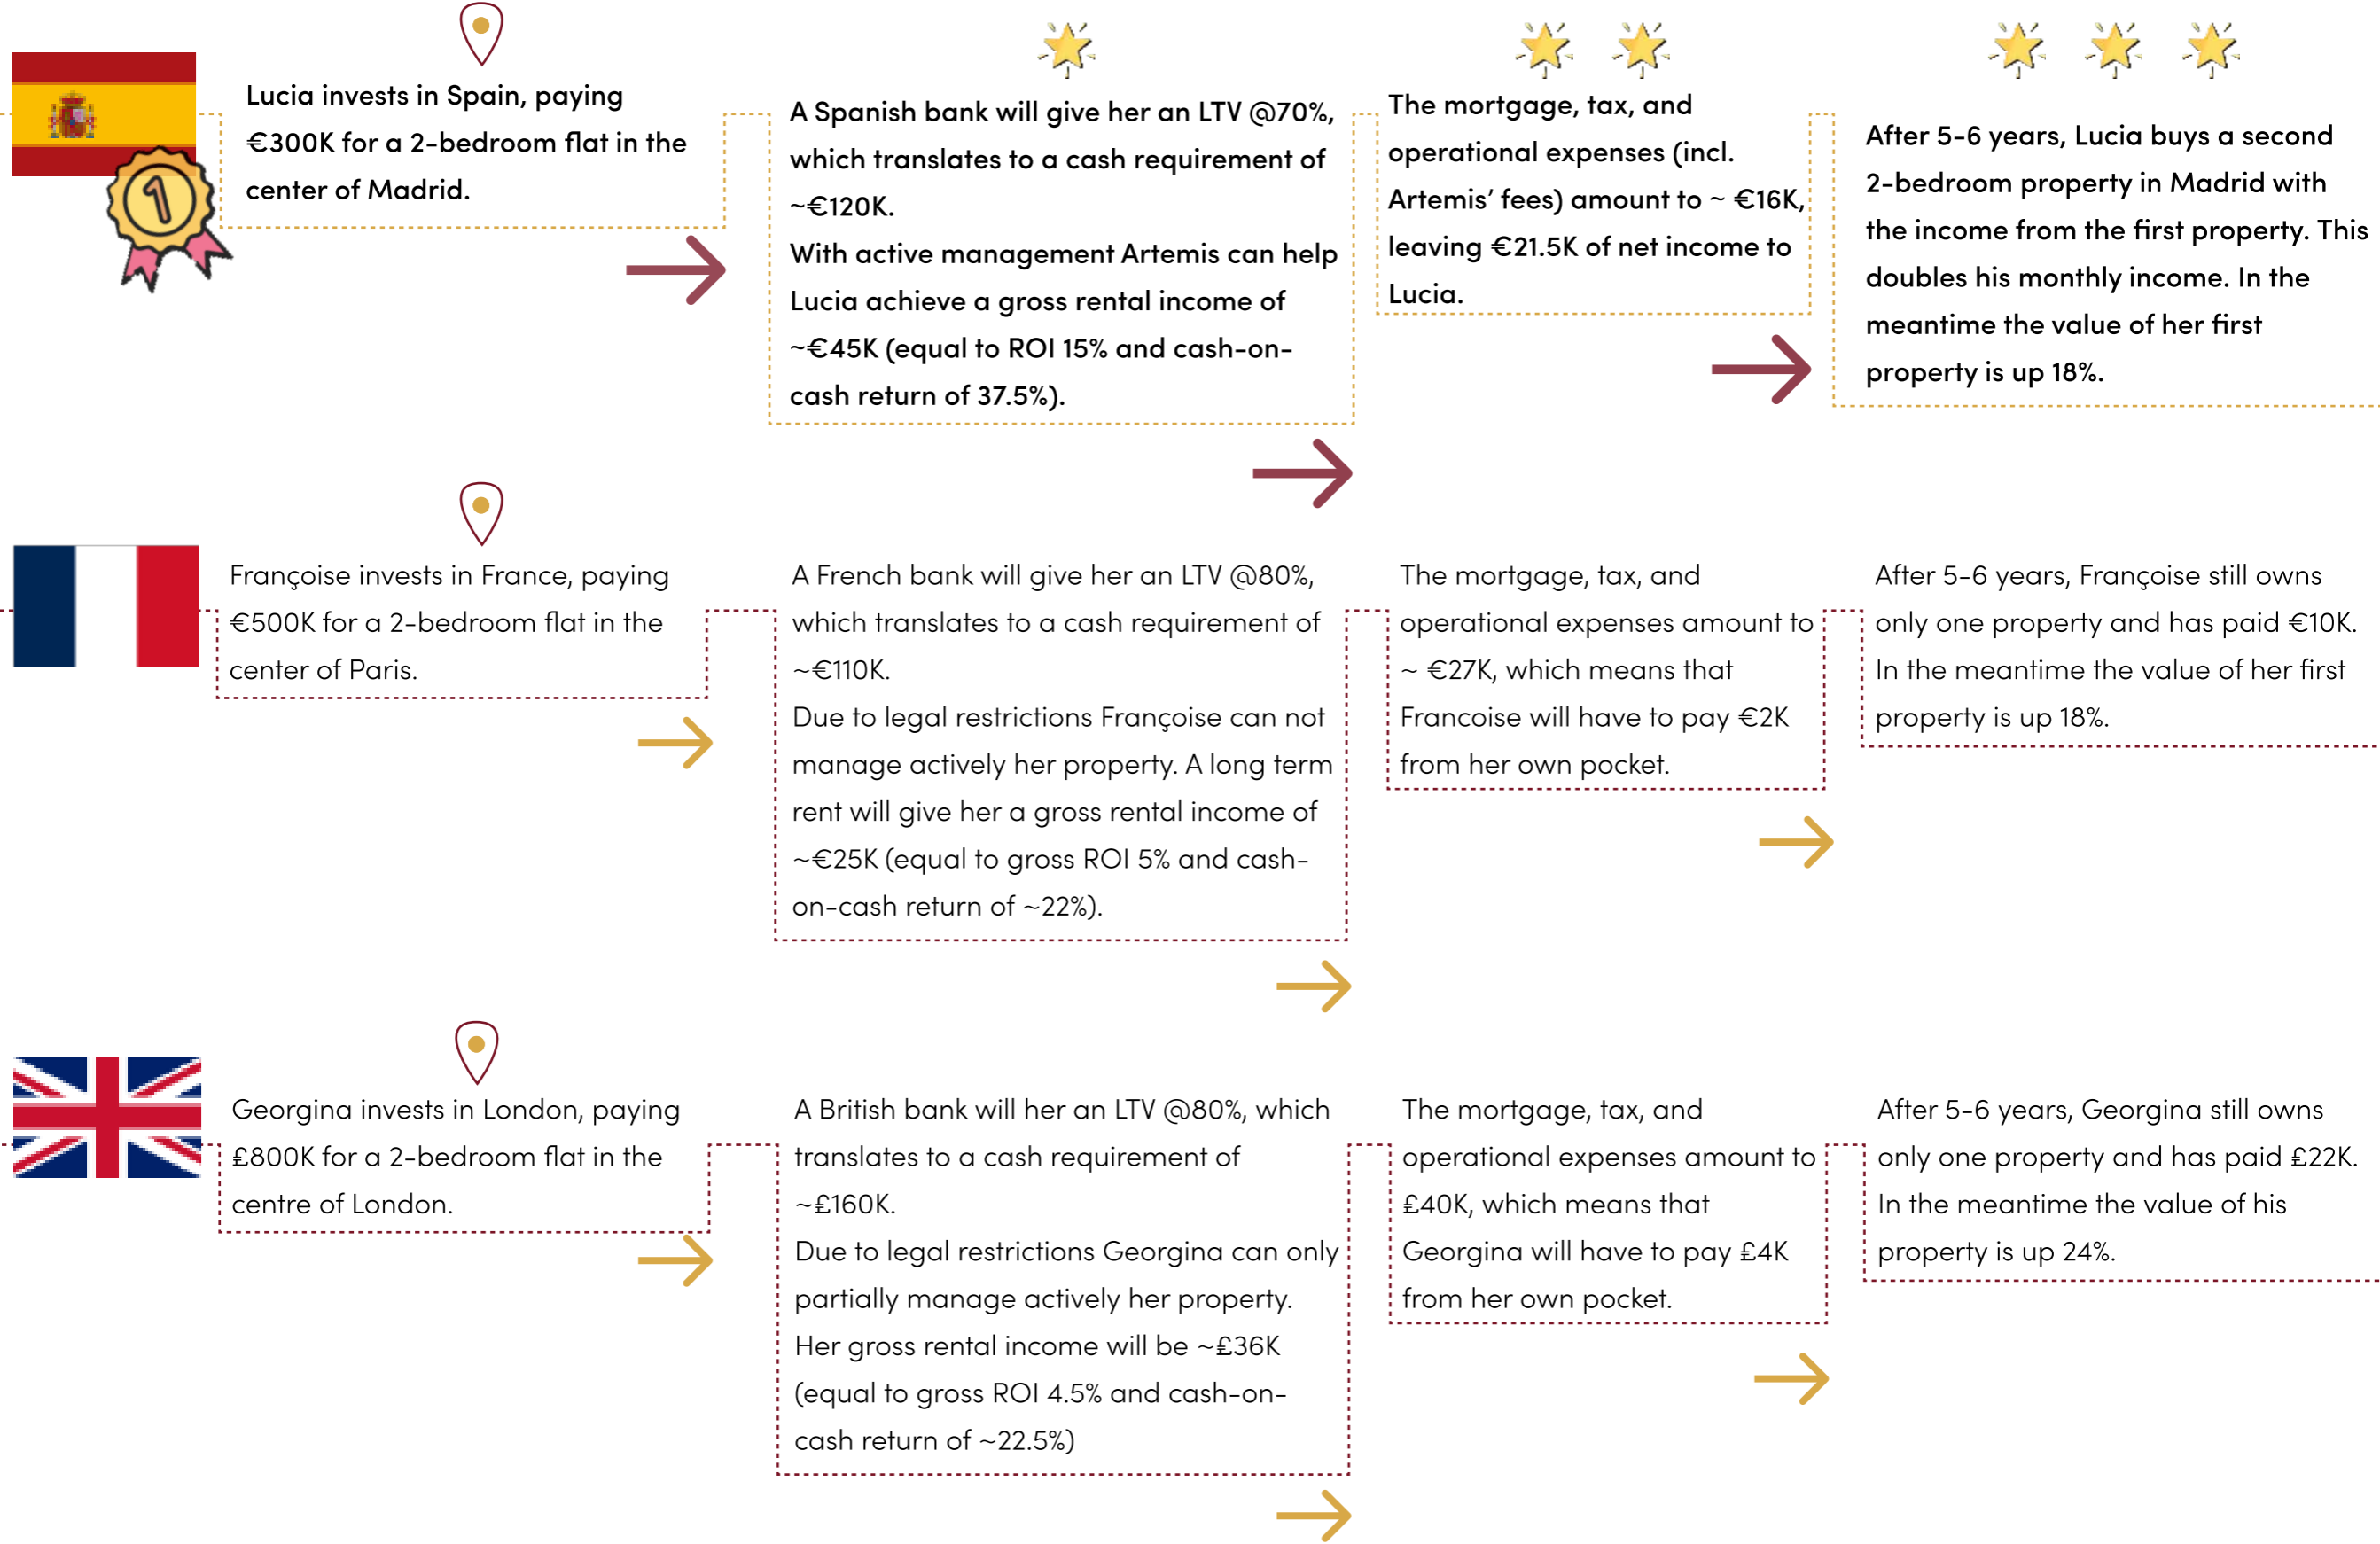 Lucia invests in Spain, paying
€300K for a 2-bedroom flat in the
center of Madrid.
A Spanish bank will give her an LTV @70%,
which translates to a cash requirement of
~€120K.
With active management Artemis can help
Lucia achieve a gross rental income of
~€45K (equal to ROI 15% and cash-on-
cash return of 37.5%).
The mortgage, tax, and
operational expenses (incl.
Artemis’ fees) amount to ~ €16K,
leaving €21.5K of net income to
Lucia.
After 5-6 years, Lucia buys a second
2-bedroom property in Madrid with
the income from the first property. This
doubles his monthly income. In the
meantime the value of her first
property is up 18%.
1
Françoise invests in France, paying
€500K for a 2-bedroom flat in the
center of Paris.
A French bank will give her an LTV @80%,
which translates to a cash requirement of
~€110K.
Due to legal restrictions Françoise can not
manage actively her property. A long term
rent will give her a gross rental income of
~€25K (equal to gross ROI 5% and cash-
on-cash return of ~22%).
The mortgage, tax, and
operational expenses amount to
~ €27K, which means that
Francoise will have to pay €2K
from her own pocket.
After 5-6 years, Françoise still owns
only one property and has paid €10K.
In the meantime the value of her first
property is up 18%.
Georgina invests in London, paying
£800K for a 2-bedroom flat in the
centre of London.
A British bank will her an LTV @80%, which
translates to a cash requirement of
~£160K.
Due to legal restrictions Georgina can only
partially manage actively her property.
Her gross rental income will be ~£36K
(equal to gross ROI 4.5% and cash-on-
cash return of ~22.5%)
The mortgage, tax, and
operational expenses amount to
£40K, which means that
Georgina will have to pay £4K
from her own pocket.
After 5-6 years, Georgina still owns
only one property and has paid £22K.
In the meantime the value of his
property is up 24%.